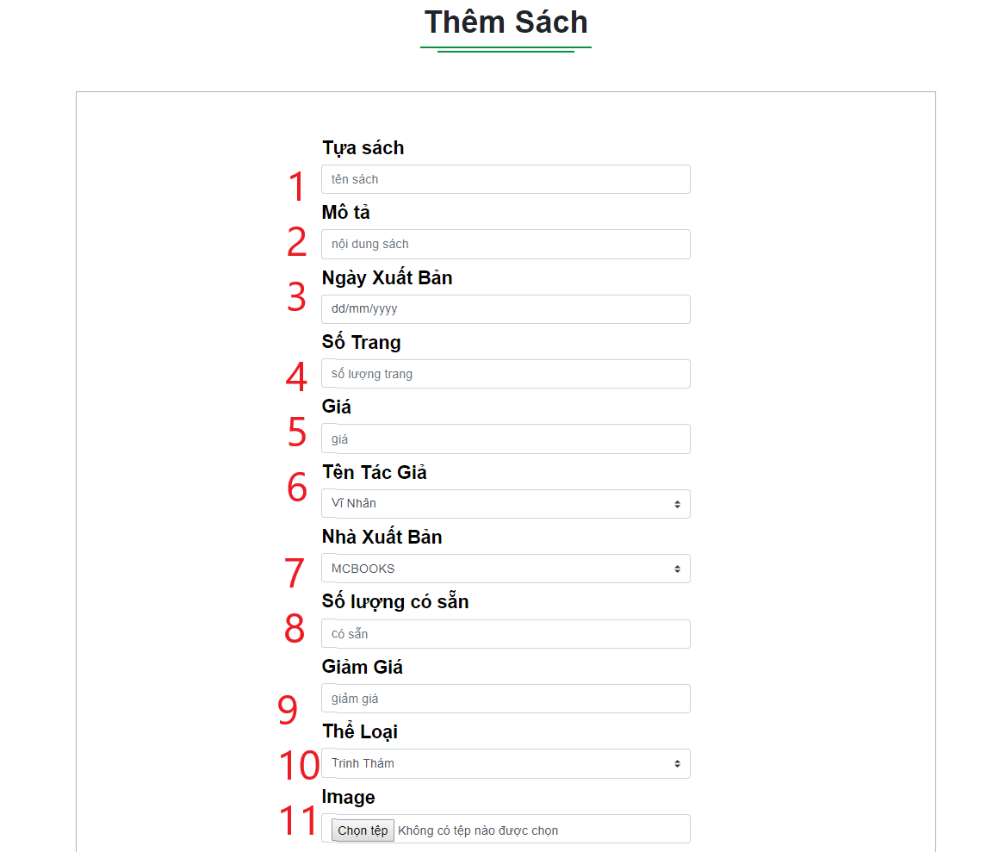 Thêm Sách
Tựa sách
1 tên sách
Mô tả
2 nội dung sách
Ngày Xuất Bản
3 dd/mm/yyyy
Số Trang
4 số lượng trang
Giá
5 giá
Tên Tác Giả
6 Vĩ Nhân
Nhà Xuất Bản
7 MCBOOKS
Số lượng có sẵn
8 có sẵn
Giảm Giá
9 giảm giá
Thể Loại
10 Trinh Thám
Image
11 Chọn tệp Không có tệp nào được chọn